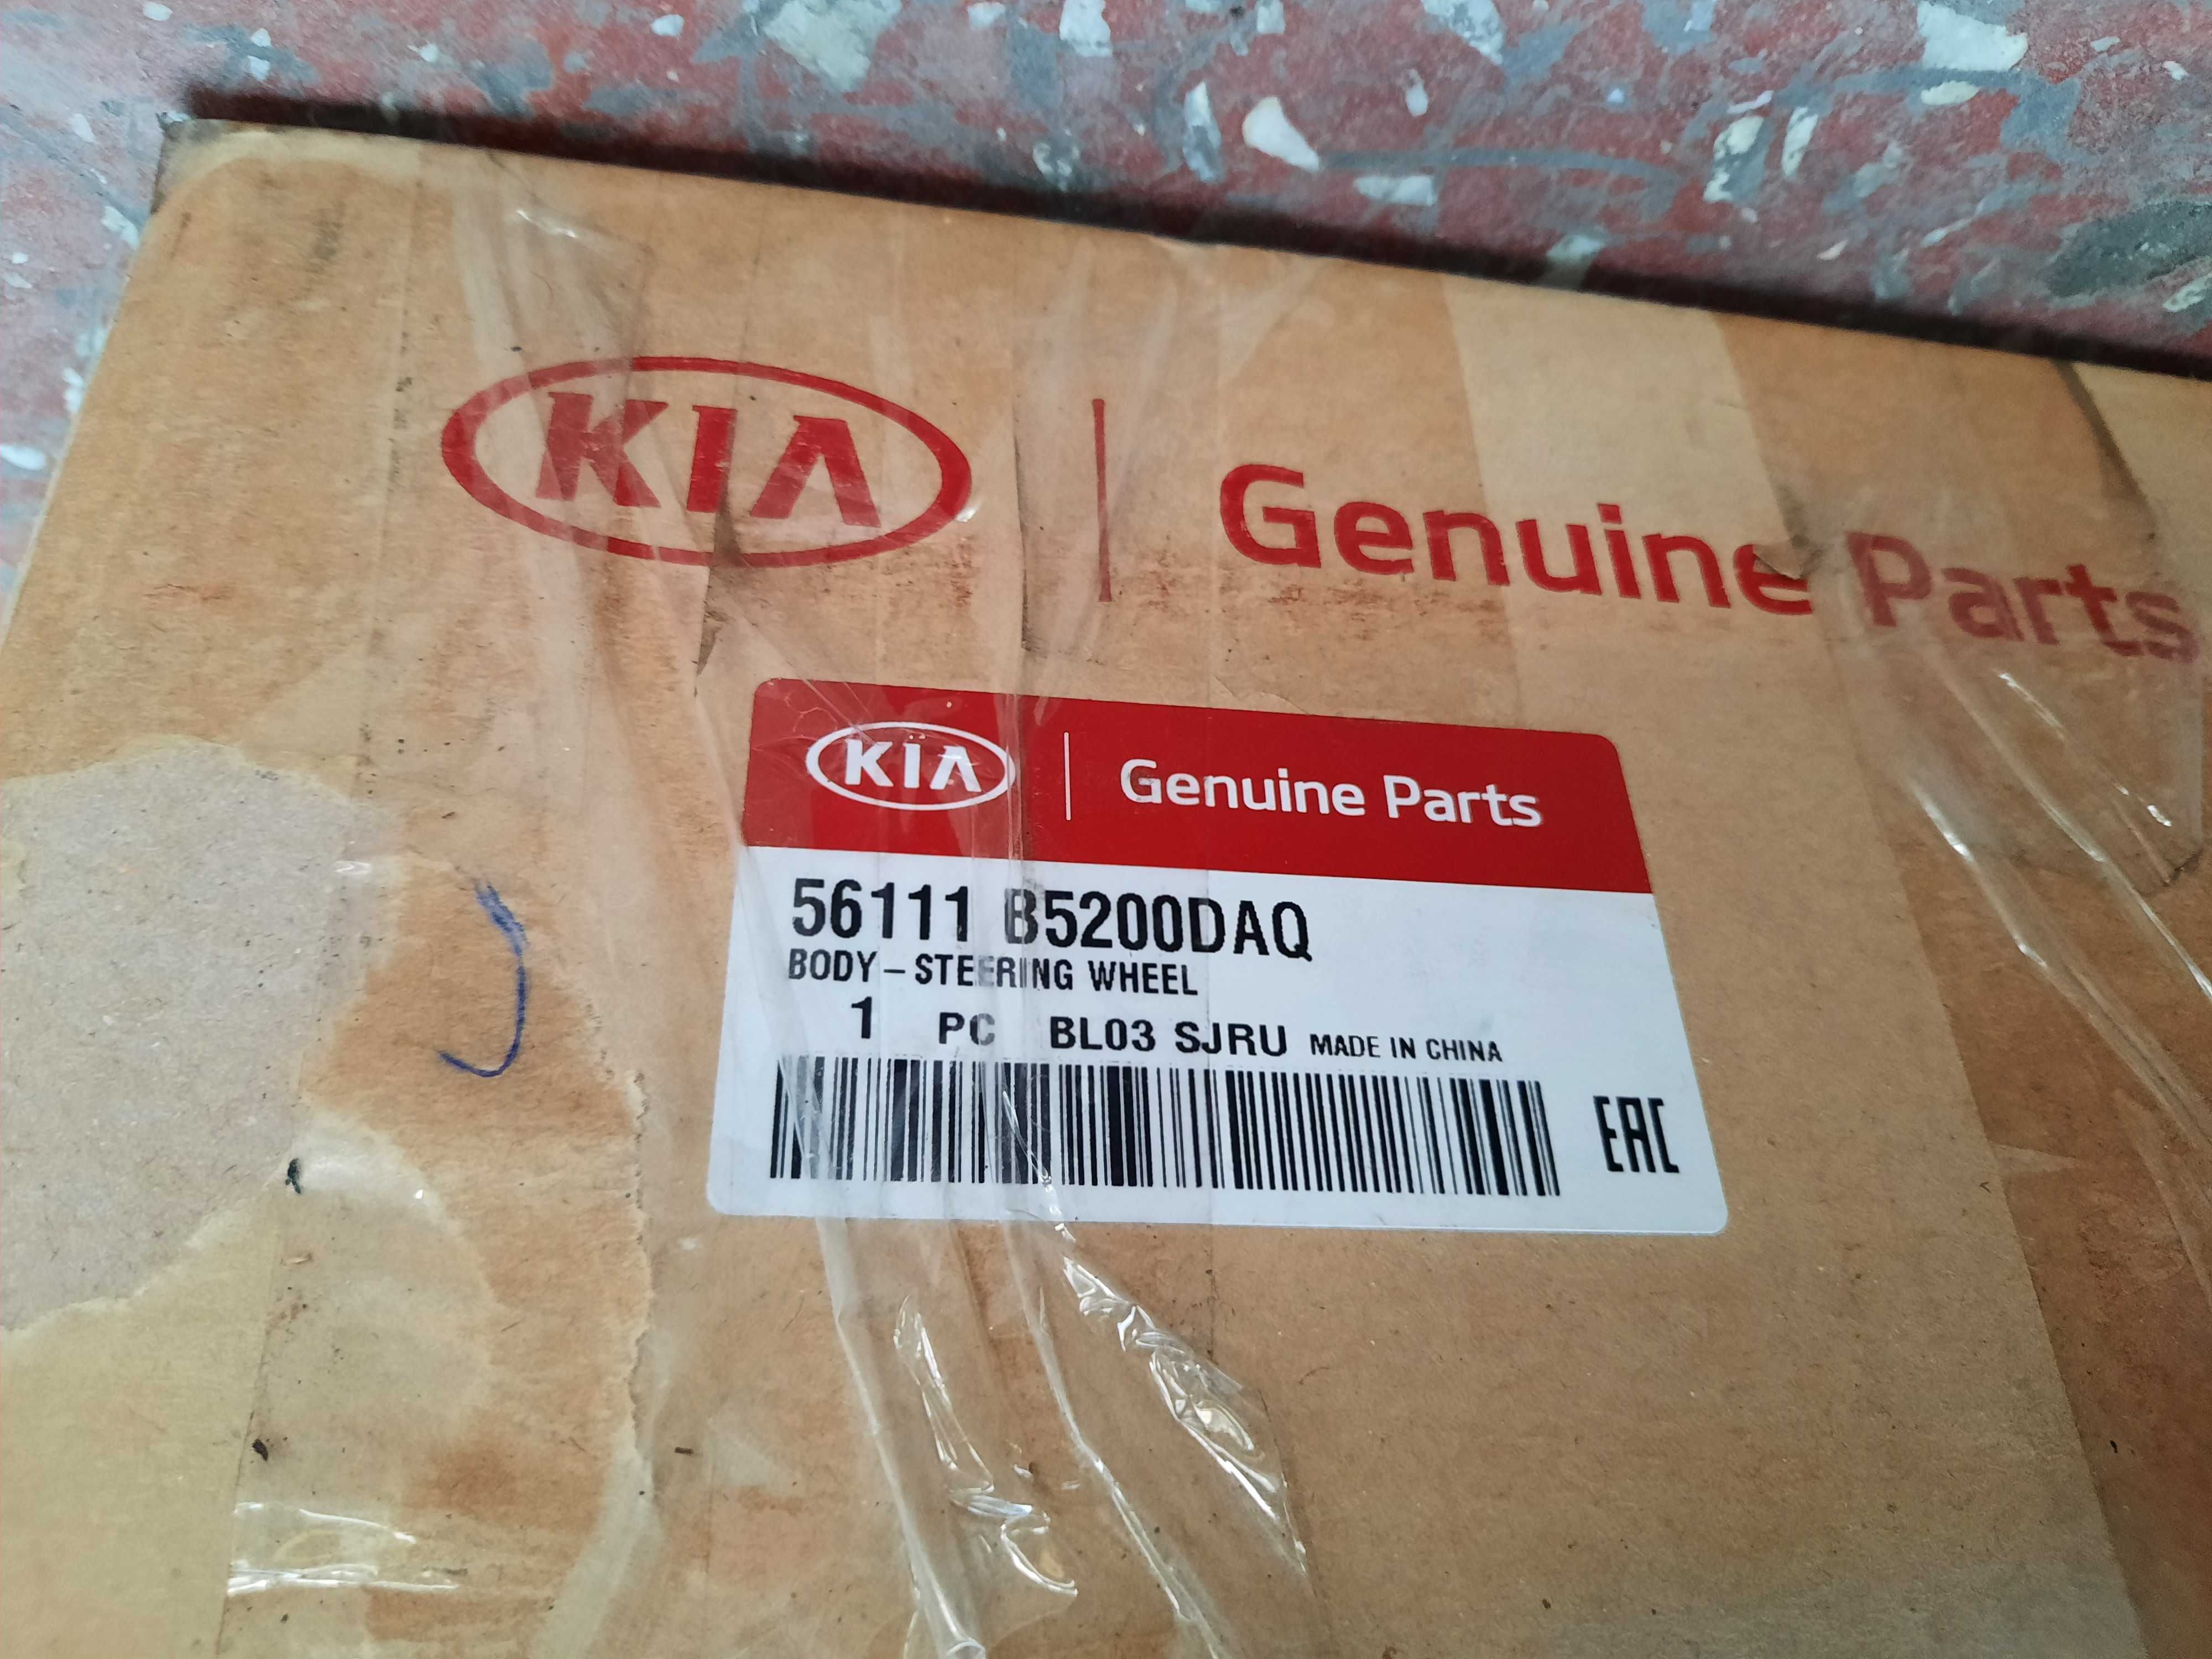 KIA | Genuine Parts
KIA | Genuine Parts
56111 B5200DAQ
BODY-STEERING WHEEL
1 PC BL03 SJRU MADE IN CHINA
EAC